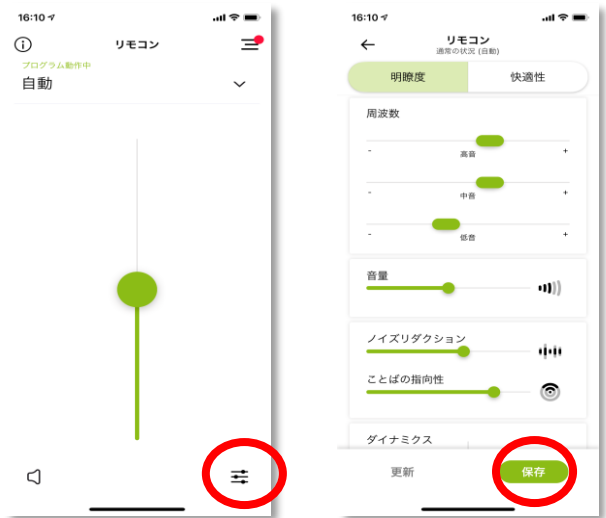 16:10
リモコン
プログラム動作中
自動
16:10
リモコン
通常の状況 (自動)
明瞭度
快適性
周波数
-
高音
+
-
中音
+
-
低音
+
音量
ノイズリダクション
ことばの指向性
ダイナミクス
更新
保存